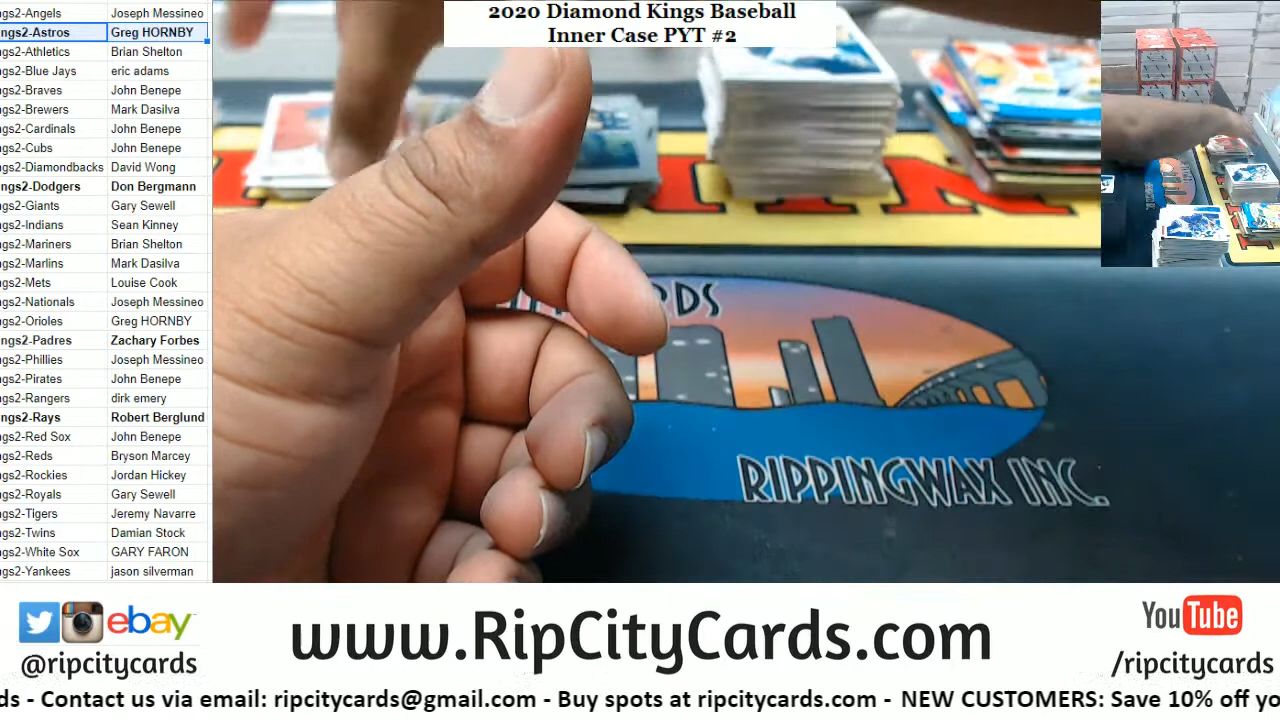 2020 Diamond Kings Baseball
Inner Case PYT #2
ngs2-Angels Joseph Messineo
ngs2-Astros Greg HORNBY
ngs2-Athletics Brian Shelton
ngs2-Blue Jays eric adams
ngs2-Braves John Benepe
ngs2-Brewers Mark Dasilva
ngs2-Cardinals John Benepe
ngs2-Cubs John Benepe
ngs2-Diamondbacks David Wong
ngs2-Dodgers Don Bergmann
ngs2-Giants Gary Sewell
ngs2-Indians Sean Kinney
ngs2-Mariners Brian Shelton
ngs2-Marlins Mark Dasilva
ngs2-Mets Louise Cook
ngs2-Nationals Joseph Messineo
ngs2-Orioles Greg HORNBY
ngs2-Padres Zachary Forbes
ngs2-Phillies Joseph Messineo
ngs2-Pirates John Benepe
ngs2-Rangers dirk emery
ngs2-Rays Robert Berglund
ngs2-Red Sox John Benepe
ngs2-Reds Bryson Marcey
ngs2-Rockies Jordan Hickey
ngs2-Royals Gary Sewell
ngs2-Tigers Jeremy Navarre
ngs2-Twins Damian Stock
ngs2-White Sox GARY FARON
ngs2-Yankees jason silverman
RDS
RIPPINGWAX INC.
ebay
@ripcitycards
www.RipCityCards.com
YouTube
/ripcitycards
ds - Contact us via email: ripcitycards@gmail.com - Buy spots at ripcitycards.com - NEW CUSTOMERS: Save 10% off yo